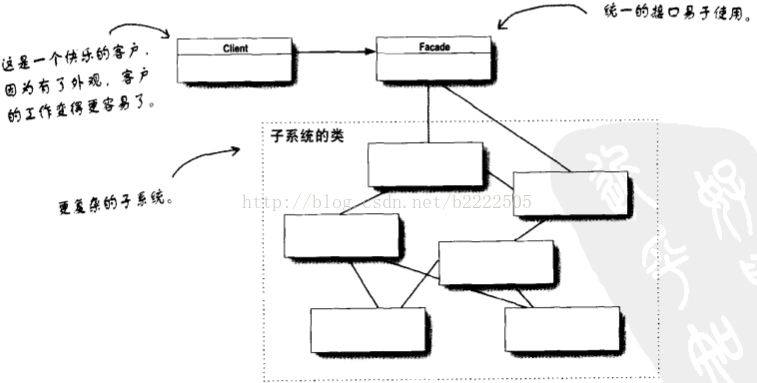 统一的接口易于使用。
Client
Facade
这是一个快乐的客户，
因为有了外观，客户
的工作变得更容易了。
子系统的类
更复杂的子系统。
http://blog.csdn.net/b2222505